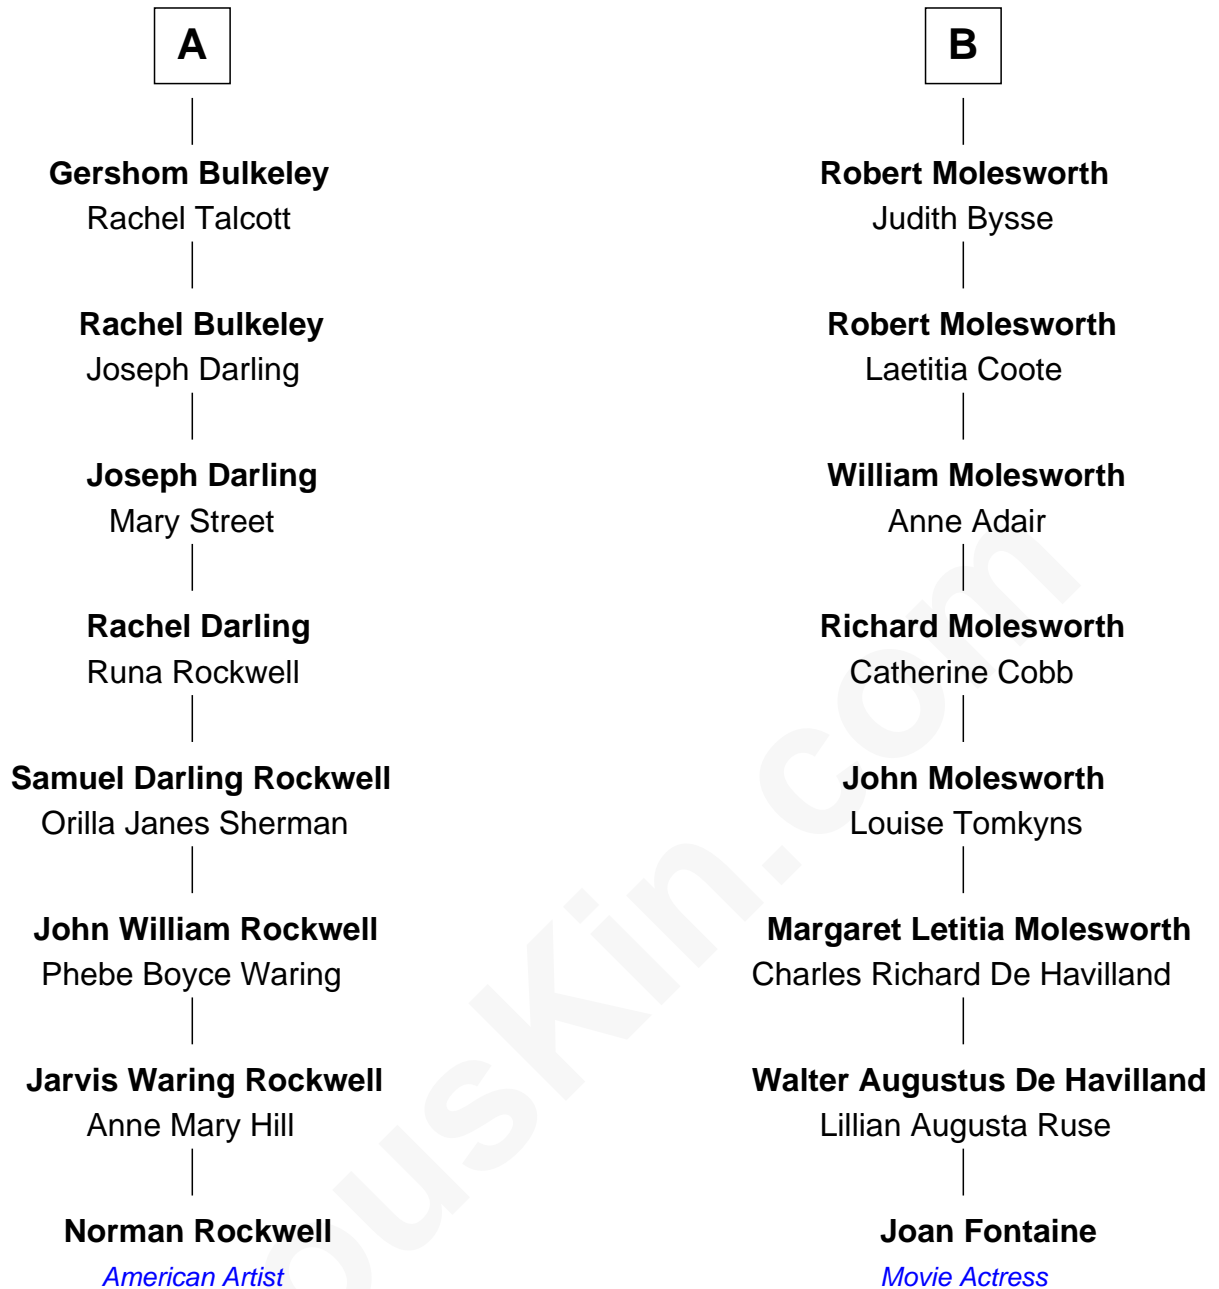 A
Gershom Bulkeley
Rachel Talcott
Rachel Bulkeley
Joseph Darling
Joseph Darling
Mary Street
Rachel Darling
Runa Rockwell
Samuel Darling Rockwell
Orilla Janes Sherman
John William Rockwell
Phebe Boyce Waring
Jarvis Waring Rockwell
Anne Mary Hill
Norman Rockwell
American Artist
B
Robert Molesworth
Judith Bysse
Robert Molesworth
Laetitia Coote
William Molesworth
Anne Adair
Richard Molesworth
Catherine Cobb
John Molesworth
Louise Tomkyns
Margaret Letitia Molesworth
Charles Richard De Havilland
Walter Augustus De Havilland
Lillian Augusta Ruse
Joan Fontaine
Movie Actress
ousKin.com